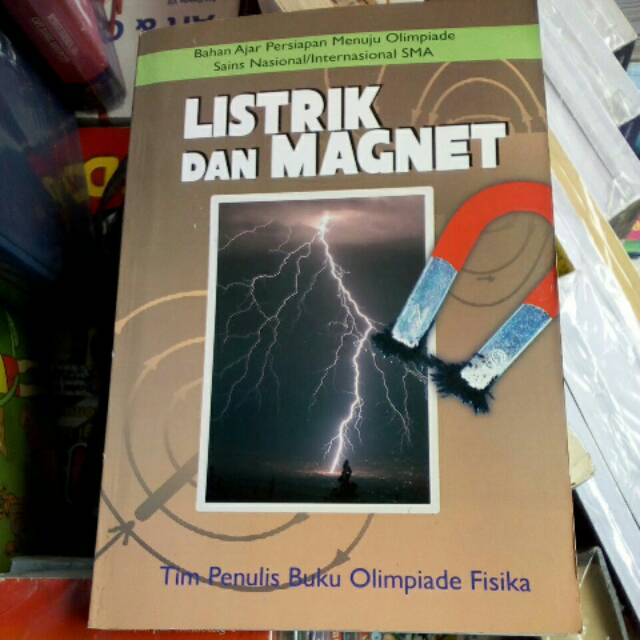 Bahan Ajar Persiapan Menuju Olimpiade
Sains Nasional/Internasional SMA
LISTRIK
DAN MAGNET
Tim Penulis Buku Olimpiade Fisika